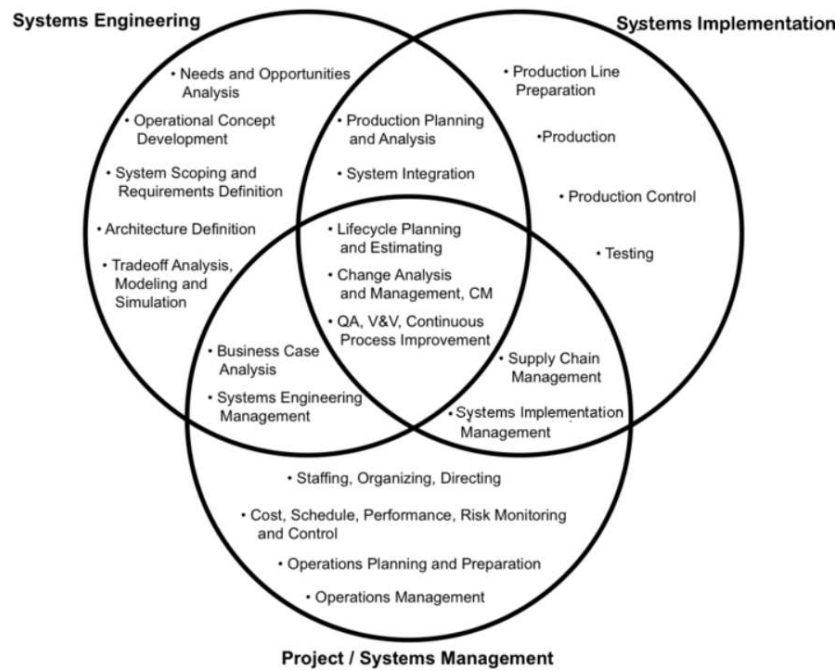 Systems Engineering
Systems Implementation
• Needs and Opportunities
Analysis
• Operational Concept
Development
• System Scoping and
Requirements Definition
• Architecture Definition
• Tradeoff Analysis,
Modeling and
Simulation
• Production Planning
and Analysis
• System Integration
• Production Line
Preparation
•Production
• Production Control
• Testing
• Lifecycle Planning
and Estimating
• Change Analysis
and Management, CM
• QA, V&V, Continuous
Process Improvement
• Business Case
Analysis
• Systems Engineering
Management
• Supply Chain
Management
• Systems Implementation
Management
• Staffing, Organizing, Directing
• Cost, Schedule, Performance, Risk Monitoring
and Control
• Operations Planning and Preparation
• Operations Management
Project / Systems Management